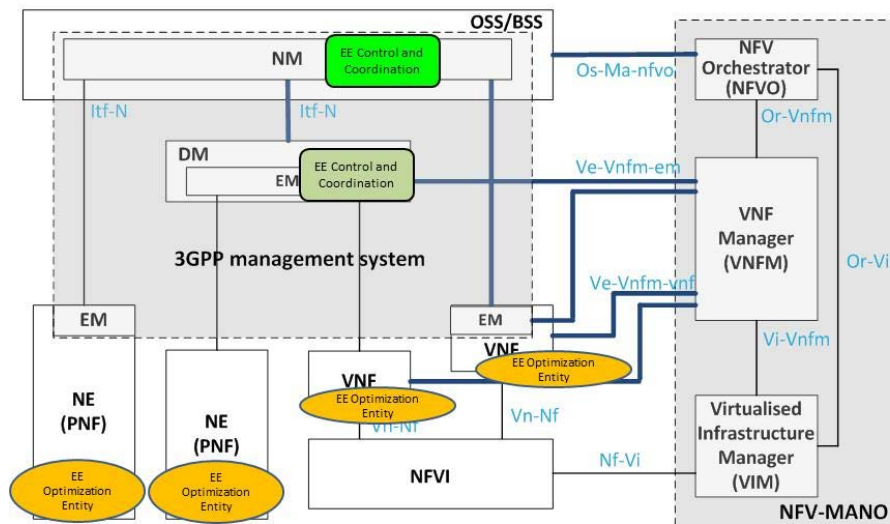 OSS/BSS
NM
EE Control and
Coordination
Itf-N
Itf-N
DM
EM
EE Control and
Coordination
3GPP management system
EM
NE
(PNF)
EE
Optimization
Entity
NE
(PNF)
EE
Optimization
Entity
VNF
EE Optimization
Entity
Vn-Nf
EM
VNF
EE Optimization
Entity
Vn-Nf
NFVI
Os-Ma-nfvo
Ve-Vnfm-em
Ve-Vnfm-vnf
Nf-Vi
NFV
Orchestrator
(NFVO)
Or-Vnfm
VNF
Manager
(VNFM)
Or-Vi
Vi-Vnfm
Virtualised
Infrastructure
Manager
(VIM)
NFV-MANO